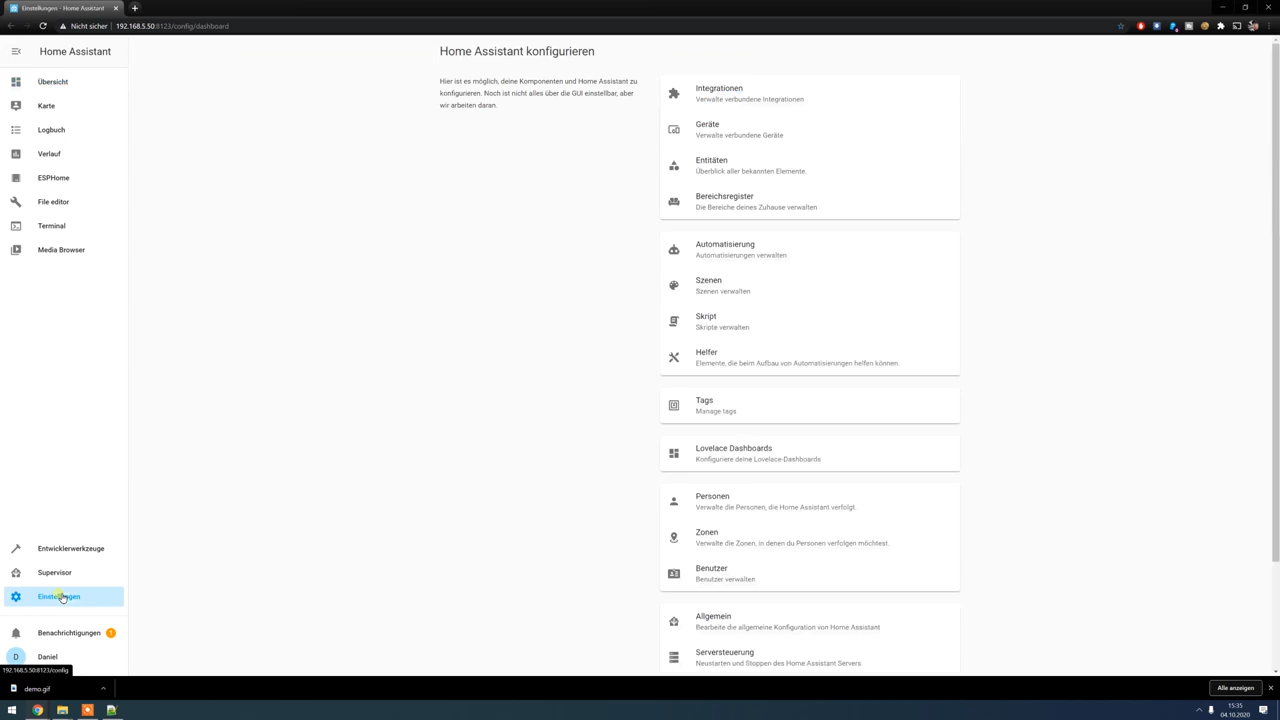 Einstellungen - Home Assistant
Nicht sicher
192.168.5.50:8123/config/dashboard
Home Assistant
Übersicht
Karte
Logbuch
Verlauf
ESPHome
File editor
Terminal
Media Browser
Entwicklerwerkzeuge
Supervisor
Einstellungen
Benachrichtigungen 1
D Daniel
192.168.5.50:8123/config
Home Assistant konfigurieren
Hier ist es möglich, deine Komponenten und Home Assistant zu
konfigurieren. Noch ist nicht alles über die GUI einstellbar, aber
wir arbeiten daran.
Integrationen
Verwalte verbundene Integrationen
Geräte
Verwalte verbundene Geräte
Entitäten
Überblick aller bekannten Elemente.
Bereichsregister
Die Bereiche deines Zuhause verwalten
Automatisierung
Automatisierungen verwalten
Szenen
Szenen verwalten
Skript
Skripte verwalten
Helfer
Elemente, die beim Aufbau von Automatisierungen helfen können.
Tags
Manage tags
Lovelace Dashboards
Konfiguriere deine Lovelace-Dashboards
Personen
Verwalte die Personen, die Home Assistant verfolgt.
Zonen
Verwalte die Zonen, in denen du Personen verfolgen möchtest.
Benutzer
Benutzer verwalten
Allgemein
Bearbeite die allgemeine Konfiguration von Home Assistant
Serversteuerung
Neustarten und Stoppen des Home Assistant Servers
demo.gif
Alle anzeigen
15:35
04.10.2020